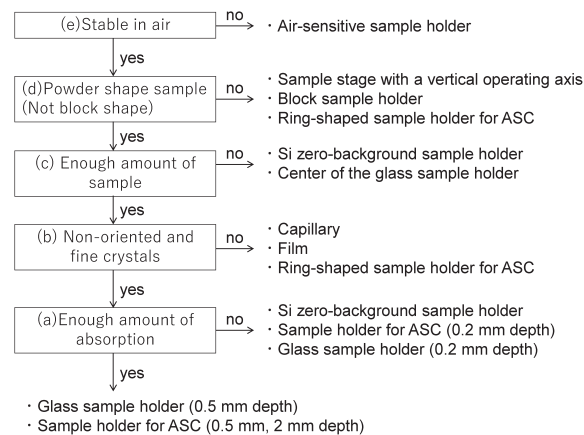 (e)Stable in air
no
・Air-sensitive sample holder
yes
(d)Powder shape sample
(Not block shape)
no
・Sample stage with a vertical operating axis
・Block sample holder
・Ring-shaped sample holder for ASC
yes
(c) Enough amount of
sample
no
・Si zero-background sample holder
・Center of the glass sample holder
yes
(b) Non-oriented and
fine crystals
no
・Capillary
・Film
・Ring-shaped sample holder for ASC
yes
(a)Enough amount of
absorption
no
・Si zero-background sample holder
・Sample holder for ASC (0.2 mm depth)
・Glass sample holder (0.2 mm depth)
yes
・Glass sample holder (0.5 mm depth)
・Sample holder for ASC (0.5 mm, 2 mm depth)